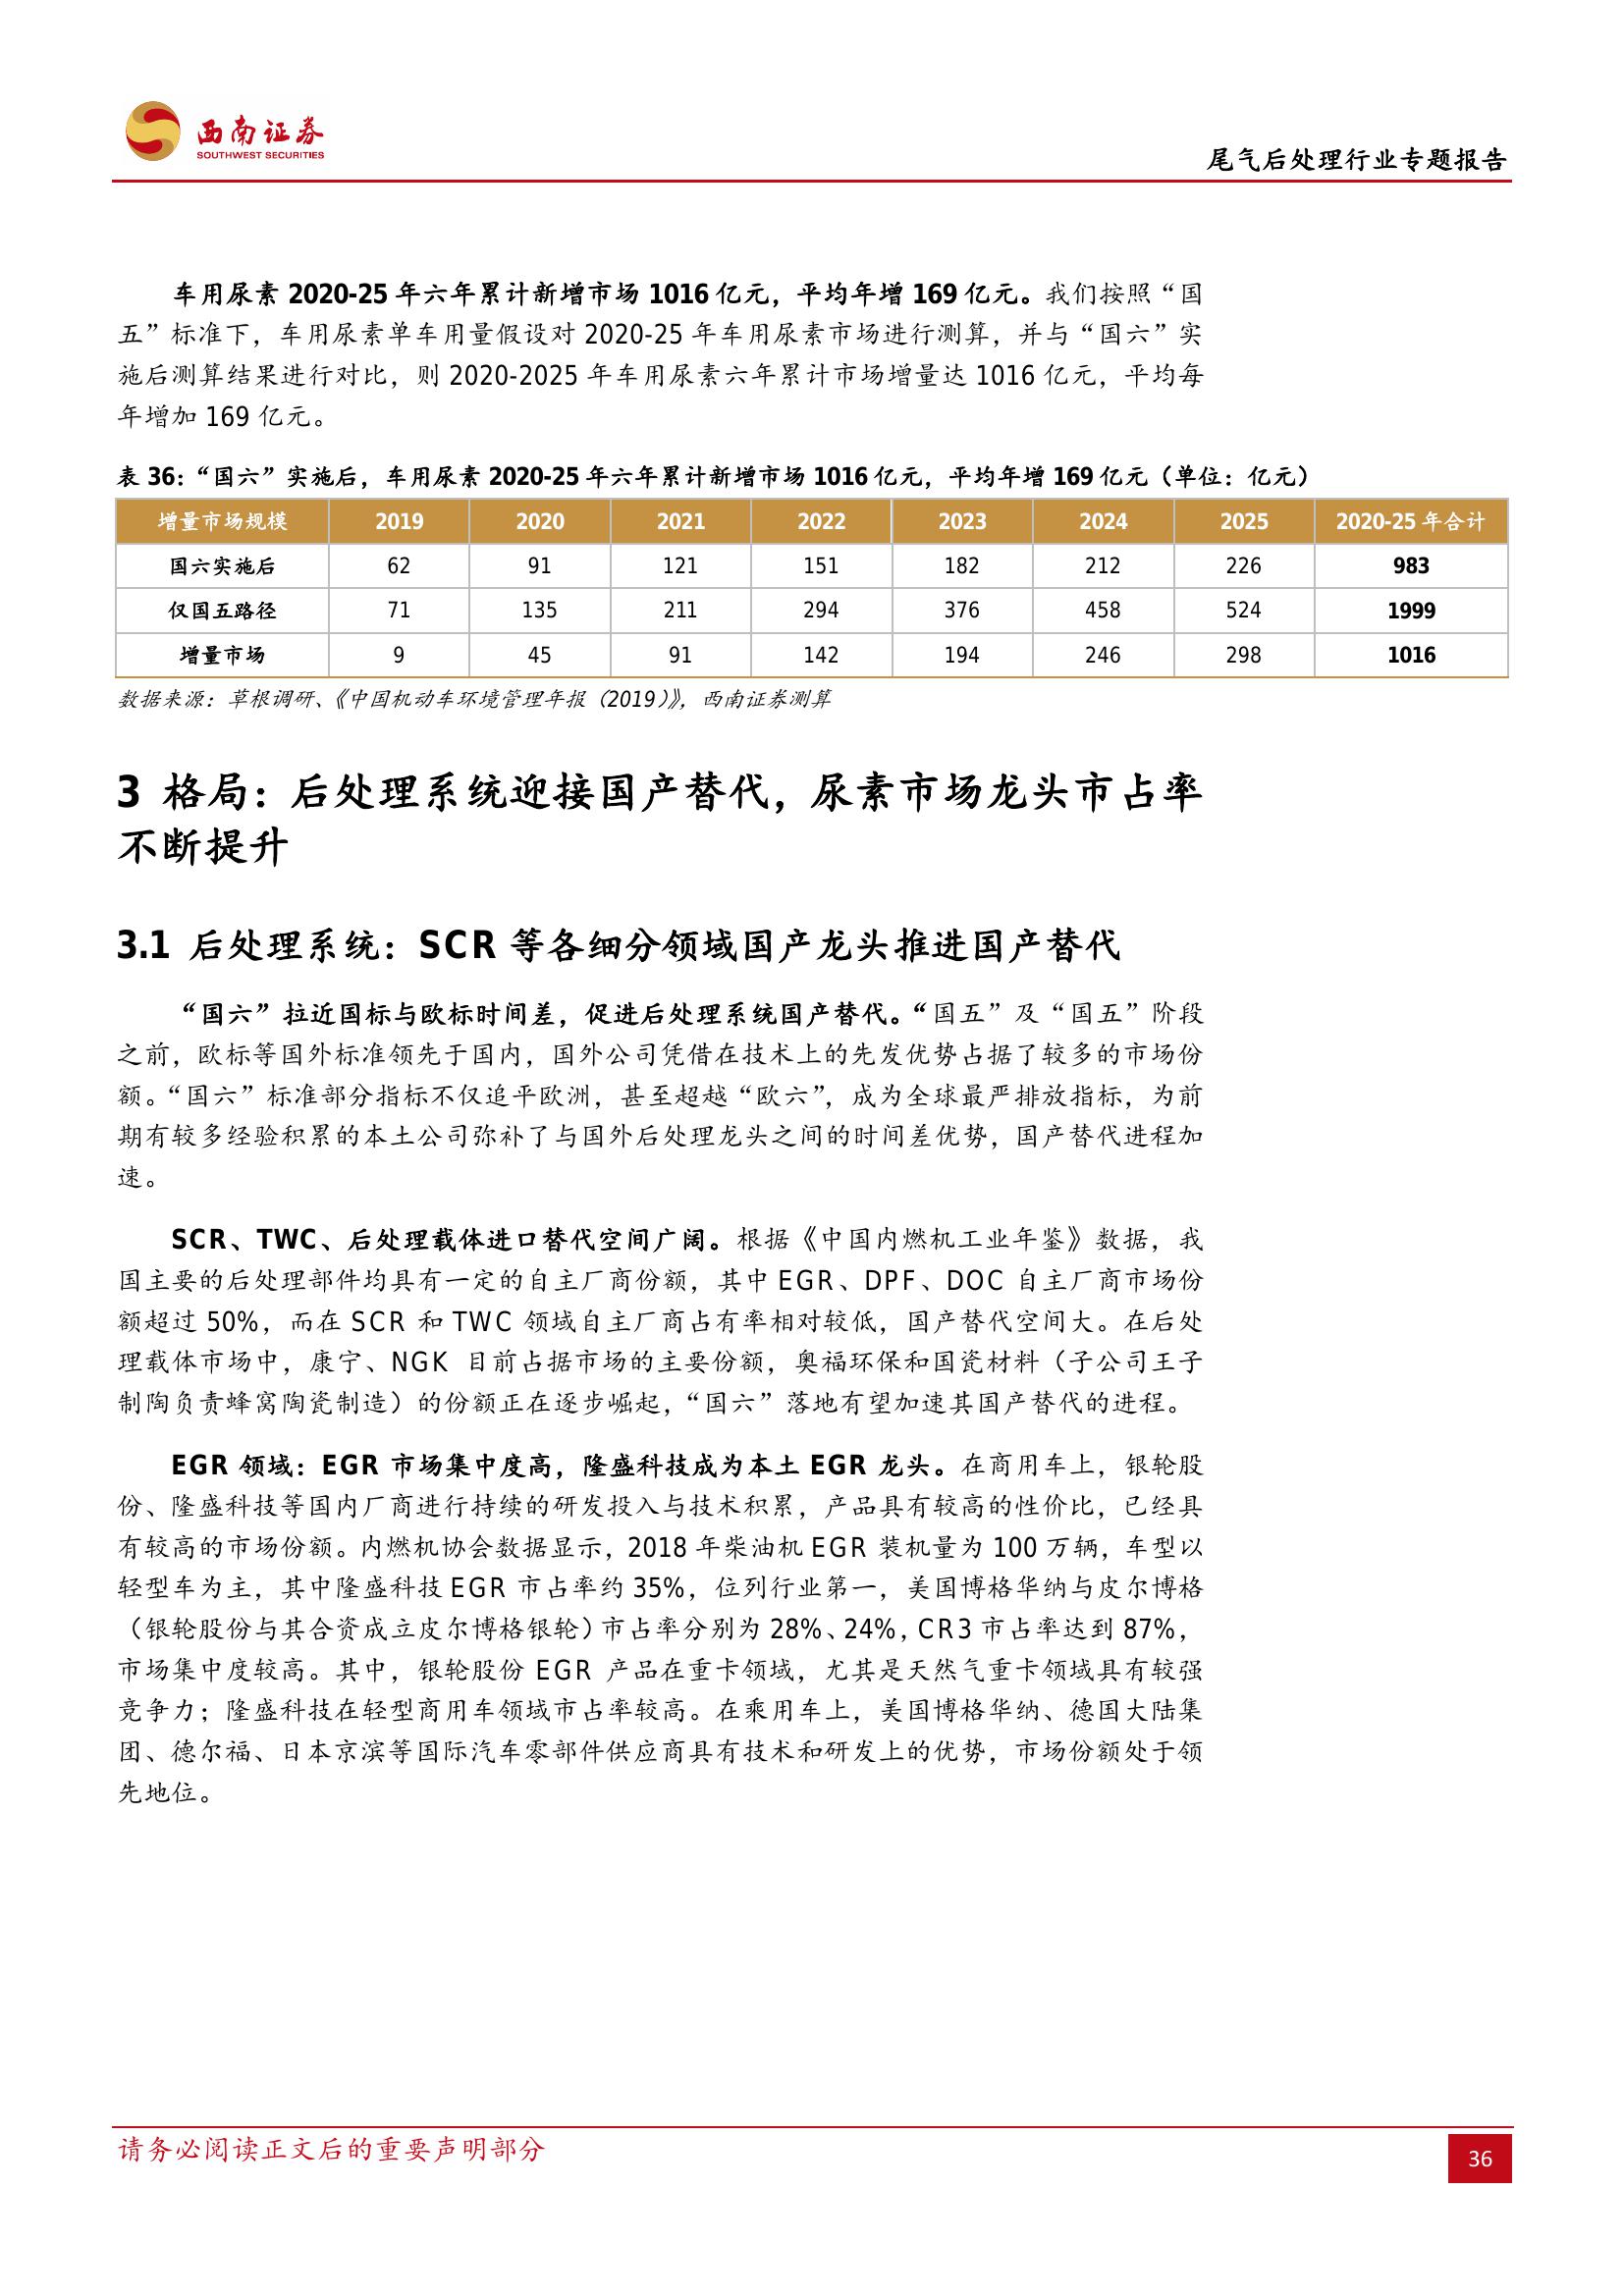 西南证券
SOUTHWEST SECURITIES
尾气后处理行业专题报告
车用尿素 2020-25 年六年累计新增市场 1016 亿元，平均年增 169 亿元。我们按照“国
五”标准下，车用尿素单车用量假设对 2020-25 年车用尿素市场进行测算，并与“国六”实
施后测算结果进行对比，则 2020-2025 年车用尿素六年累计市场增量达 1016 亿元，平均每
年增加 169 亿元。
表 36：“国六”实施后，车用尿素 2020-25 年六年累计新增市场 1016 亿元，平均年增 169 亿元（单位：亿元）
增量市场规模 2019 2020 2021 2022 2023 2024 2025 2020-25 年合计
国六实施后 62 91 121 151 182 212 226 983
仅国五路径 71 135 211 294 376 458 524 1999
增量市场 9 45 91 142 194 246 298 1016
数据来源：草根调研、《中国机动车环境管理年报（2019）》，西南证券测算
3 格局：后处理系统迎接国产替代，尿素市场龙头市占率
不断提升
3.1 后处理系统：SCR 等各细分领域国产龙头推进国产替代
“国六”拉近国标与欧标时间差，促进后处理系统国产替代。“国五”及“国五”阶段
之前，欧标等国外标准领先于国内，国外公司凭借在技术上的先发优势占据了较多的市场份
额。“国六”标准部分指标不仅追平欧洲，甚至超越“欧六”，成为全球最严排放指标，为前
期有较多经验积累的本土公司弥补了与国外后处理龙头之间的时间差优势，国产替代进程加
速。
SCR、TWC、后处理载体进口替代空间广阔。根据《中国内燃机工业年鉴》数据，我
国主要的后处理部件均具有一定的自主厂商份额，其中 EGR、DPF、DOC 自主厂商市场份
额超过 50%，而在 SCR 和 TWC 领域自主厂商占有率相对较低，国产替代空间大。在后处
理载体市场中，康宁、NGK 目前占据市场的主要份额，奥福环保和国瓷材料（子公司王子
制陶负责蜂窝陶瓷制造）的份额正在逐步崛起，“国六”落地有望加速其国产替代的进程。
EGR 领域：EGR 市场集中度高，隆盛科技成为本土 EGR 龙头。在商用车上，银轮股
份、隆盛科技等国内厂商进行持续的研发投入与技术积累，产品具有较高的性价比，已经具
有较高的市场份额。内燃机协会数据显示，2018 年柴油机 EGR 装机量为 100 万辆，车型以
轻型车为主，其中隆盛科技 EGR 市占率约 35%，位列行业第一，美国博格华纳与皮尔博格
（银轮股份与其合资成立皮尔博格银轮）市占率分别为 28%、24%，CR3 市占率达到 87%，
市场集中度较高。其中，银轮股份 EGR 产品在重卡领域，尤其是天然气重卡领域具有较强
竞争力；隆盛科技在轻型商用车领域市占率较高。在乘用车上，美国博格华纳、德国大陆集
团、德尔福、日本京滨等国际汽车零部件供应商具有技术和研发上的优势，市场份额处于领
先地位。
请务必阅读正文后的重要声明部分
36